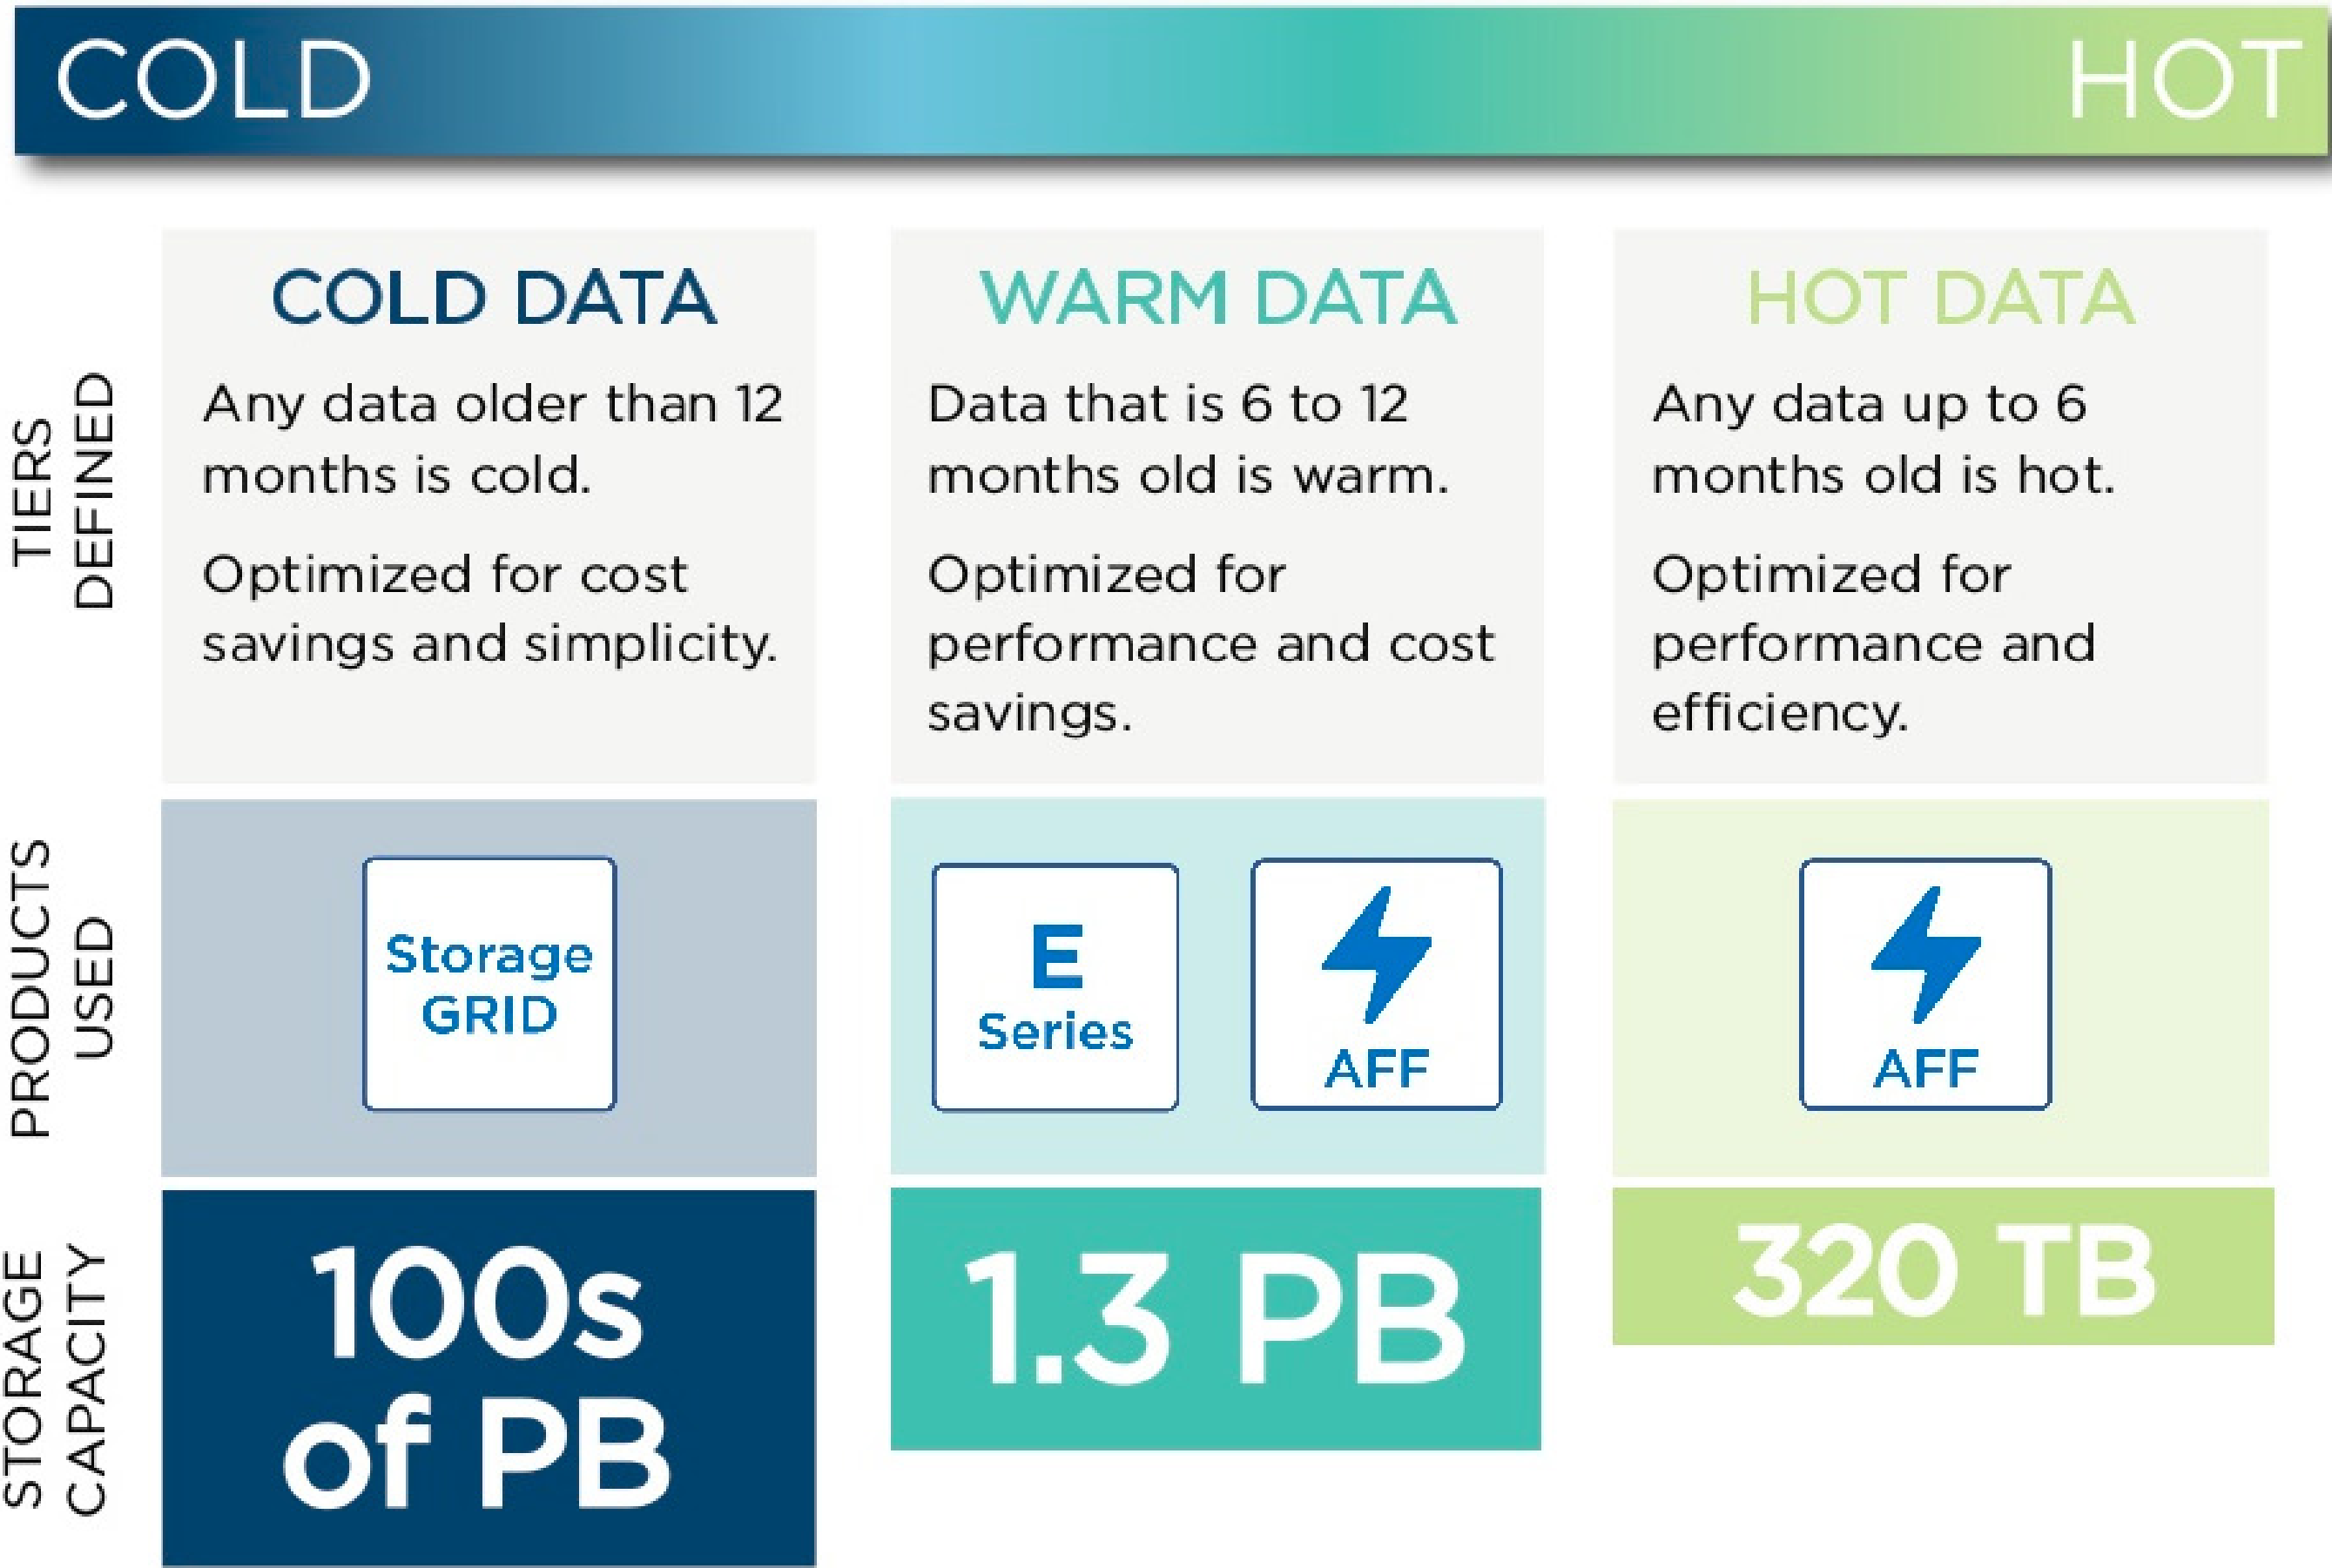 COLD
HOT
TIERS
DEFINED
COLD DATA
Any data older than 12
months is cold.
Optimized for cost
savings and simplicity.
WARM DATA
Data that is 6 to 12
months old is warm.
Optimized for
performance and cost
savings.
HOT DATA
Any data up to 6
months old is hot.
Optimized for
performance and
efficiency.
PRODUCTS
USED
Storage
GRID
E
Series
AFF
AFF
STORAGE
CAPACITY
100s
of PB
1.3 PB
320 TB